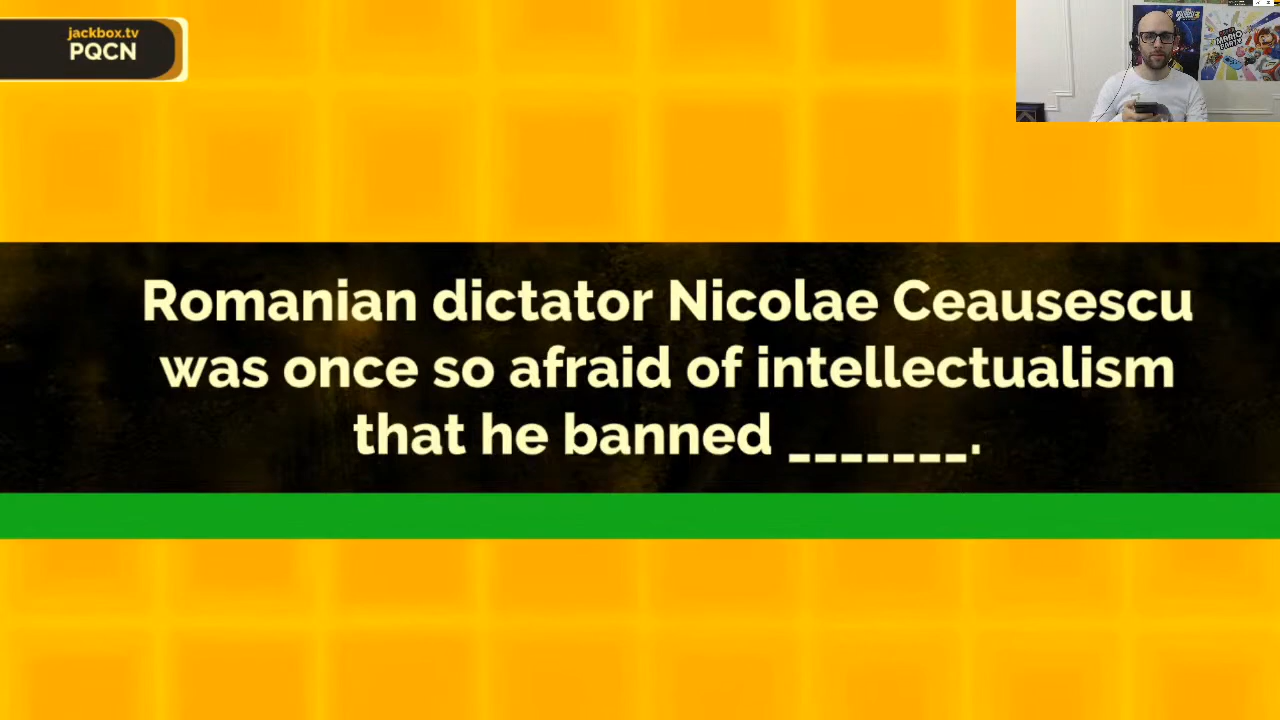 jackbox.tv
PQCN
Romanian dictator Nicolae Ceausescu
was once so afraid of intellectualism
that he banned _______.